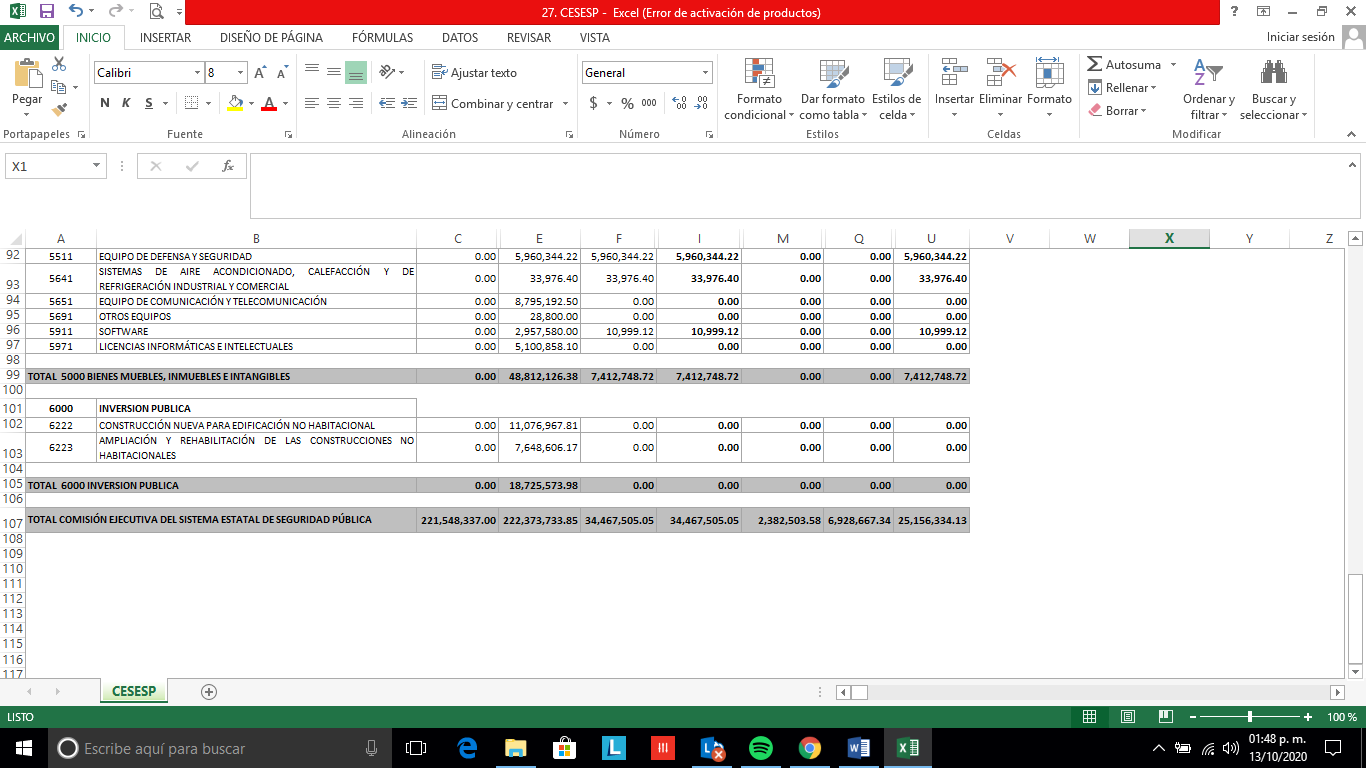 27. CESESP - Excel (Error de activación de productos)
ARCHIVO INICIO INSERTAR DISEÑO DE PÁGINA FÓRMULAS DATOS REVISAR VISTA Iniciar sesión
Calibri 8 Ajustar texto General Autosuma
Pegar N K S A Combinar y centrar $ % 000 Formato condicional Dar formato como tabla Estilos de celda Insertar Eliminar Formato Rellenar Borrar Ordenar y filtrar Buscar y seleccionar
Portapapeles Fuente Alineación Número Estilos Celdas Modificar
X1 fx
A B C E F I M Q U V W X Y Z
92 5511 EQUIPO DE DEFENSA Y SEGURIDAD 0.00 5,960,344.22 5,960,344.22 5,960,344.22 0.00 0.00 5,960,344.22
93 5641 SISTEMAS DE AIRE ACONDICIONADO, CALEFACCIÓN Y DE
REFRIGERACIÓN INDUSTRIAL Y COMERCIAL 0.00 33,976.40 33,976.40 33,976.40 0.00 0.00 33,976.40
94 5651 EQUIPO DE COMUNICACIÓN Y TELECOMUNICACIÓN 0.00 8,795,192.50 0.00 0.00 0.00 0.00 0.00
95 5691 OTROS EQUIPOS 0.00 28,800.00 0.00 0.00 0.00 0.00 0.00
96 5911 SOFTWARE 0.00 2,957,580.00 10,999.12 10,999.12 0.00 0.00 10,999.12
97 5971 LICENCIAS INFORMÁTICAS E INTELECTUALES 0.00 5,100,858.10 0.00 0.00 0.00 0.00 0.00
98
99 TOTAL 5000 BIENES MUEBLES, INMUEBLES E INTANGIBLES 0.00 48,812,126.38 7,412,748.72 7,412,748.72 0.00 0.00 7,412,748.72
100
101 6000 INVERSION PUBLICA
102 6222 CONSTRUCCIÓN NUEVA PARA EDIFICACIÓN NO HABITACIONAL 0.00 11,076,967.81 0.00 0.00 0.00 0.00 0.00
103 6223 AMPLIACIÓN Y REHABILITACIÓN DE LAS CONSTRUCCIONES NO
HABITACIONALES 0.00 7,648,606.17 0.00 0.00 0.00 0.00 0.00
104
105 TOTAL 6000 INVERSION PUBLICA 0.00 18,725,573.98 0.00 0.00 0.00 0.00 0.00
106
107 TOTAL COMISIÓN EJECUTIVA DEL SISTEMA ESTATAL DE SEGURIDAD PÚBLICA 221,548,337.00 222,373,733.85 34,467,505.05 34,467,505.05 2,382,503.58 6,928,667.34 25,156,334.13
108
109
110
111
112
113
114
115
116
117
CESESP
LISTO 100 %
Escribe aquí para buscar
01:48 p. m.
13/10/2020